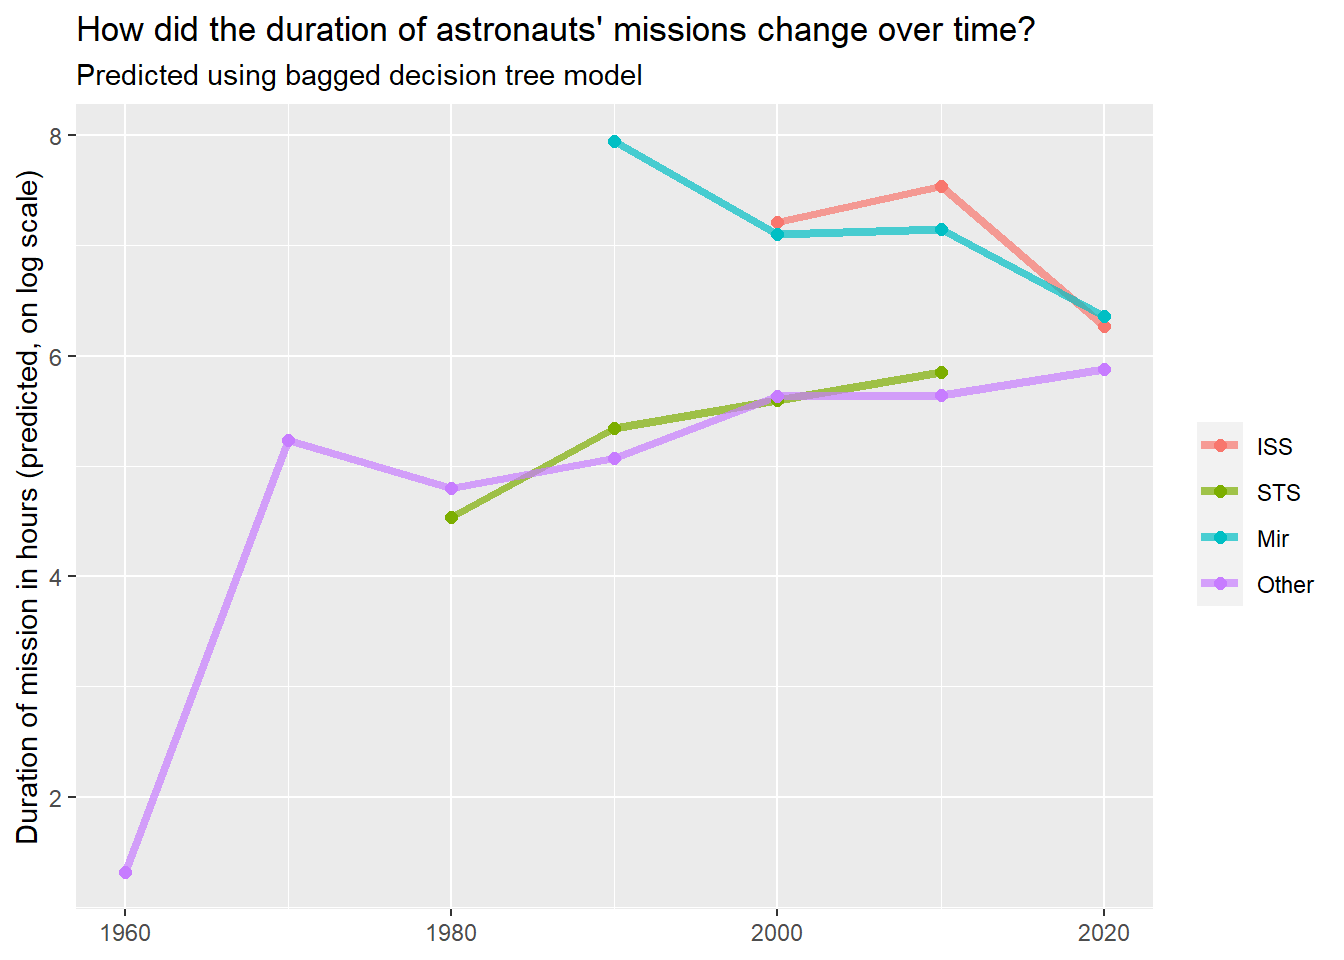 How did the duration of astronauts' missions change over time?
Predicted using bagged decision tree model
Duration of mission in hours (predicted, on log scale)
8
6
4
2
1960
1980
2000
2020
ISS
STS
Mir
Other